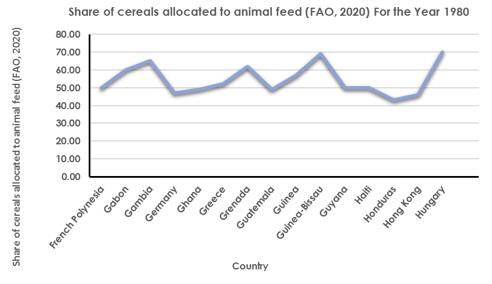 Share of cereals allocated to animal feed (FAO, 2020) For the Year 1980
Share of cereals allocated to animal feed (FAO, 2020)
70.00
60.00
50.00
40.00
30.00
20.00
10.00
0.00
French Polynesia
Gabon
Gambia
Germany
Ghana
Greece
Grenada
Guatemala
Guinea
Guinea-Bissau
Guyana
Haiti
Honduras
Hong Kong
Hungary
Country